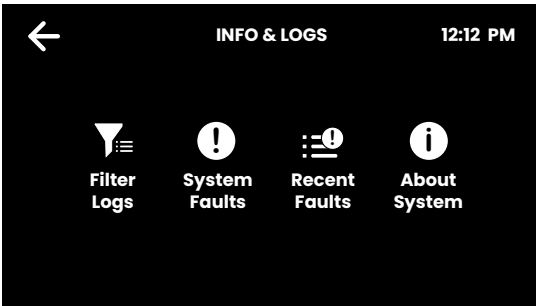 INFO & LOGS 12:12 PM
Filter System Recent About
Logs Faults Faults System